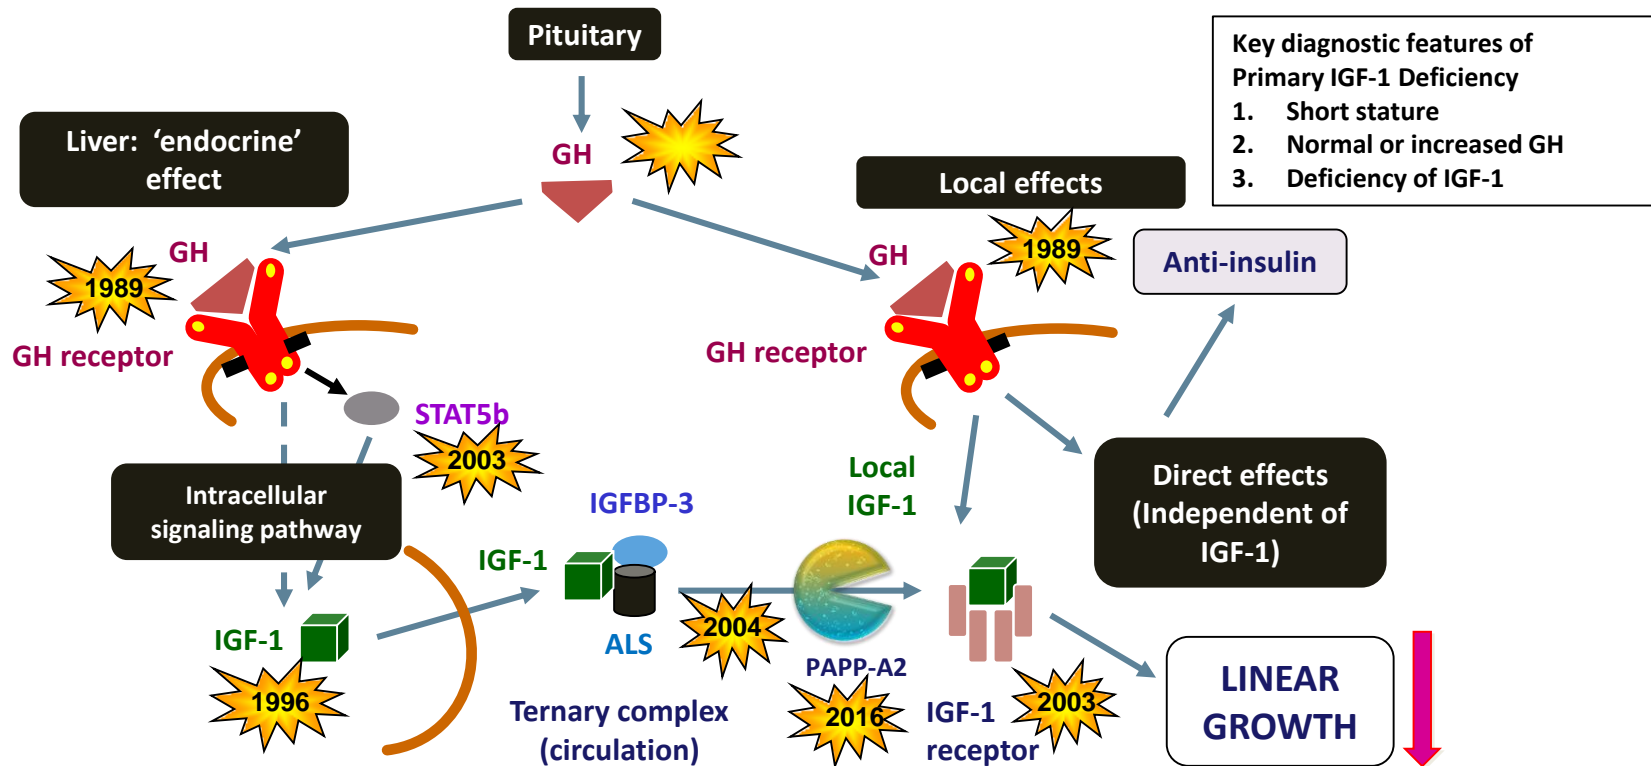 Pituitary
Key diagnostic features of
Primary IGF-1 Deficiency
1. Short stature
2. Normal or increased GH
3. Deficiency of IGF-1
Liver: ‘endocrine’
effect
GH
Local effects
1989
GH
1989
GH receptor
GH
1989
Anti-insulin
GH receptor
STAT5b
2003
Intracellular
signaling pathway
Local
IGF-1
Direct effects
(Independent of
IGF-1)
IGFBP-3
IGF-1
ALS
2004
PAPP-A2
2016
IGF-1
1996
Ternary complex
(circulation)
IGF-1
receptor
2003
LINEAR
GROWTH